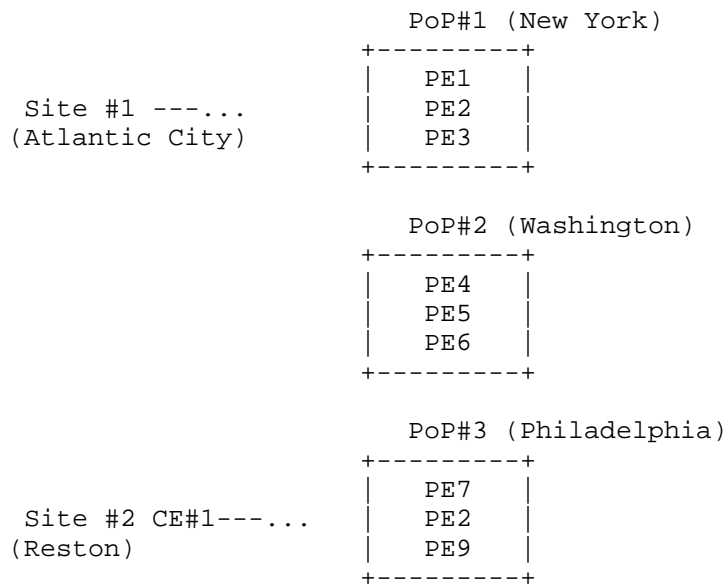 PoP#1 (New York)
                        +---------+
                        |   PE1   |
 Site #1 ---...         |   PE2   |
(Atlantic City)         |   PE3   |
                        +---------+

                           PoP#2 (Washington)
                        +---------+
                        |   PE4   |
                        |   PE5   |
                        |   PE6   |
                        +---------+

                           PoP#3 (Philadelphia)
                        +---------+
                        |   PE7   |
 Site #2 CE#1---...     |   PE2   |
(Reston)                |   PE9   |
                        +---------+